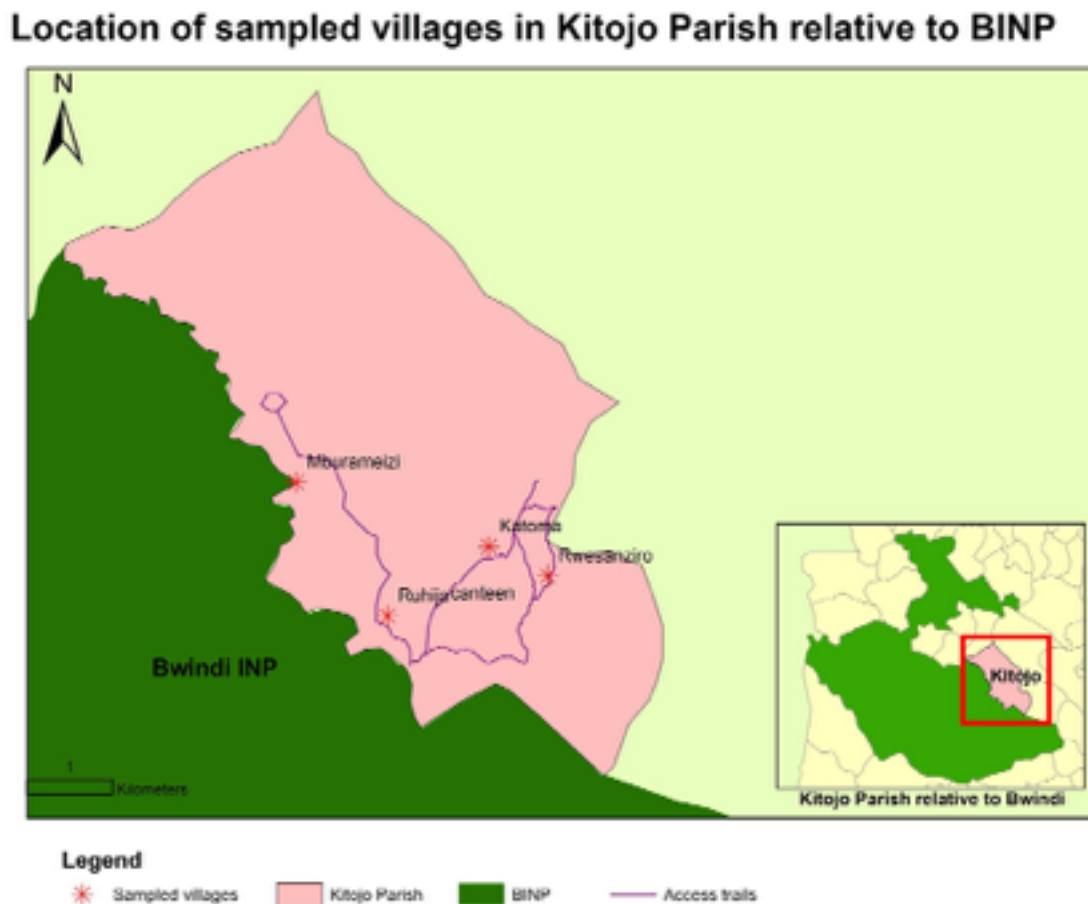 Location of sampled villages in Kitojo Parish relative to BINP
N
Mburameizi
Katoma
Rwesanziro
Ruhija canteen
Bwindi INP
Kitojo
1
Kilometers
Kitojo Parish relative to Bwindi
Legend
Sampled villages Kitojo Parish BINP Access trails